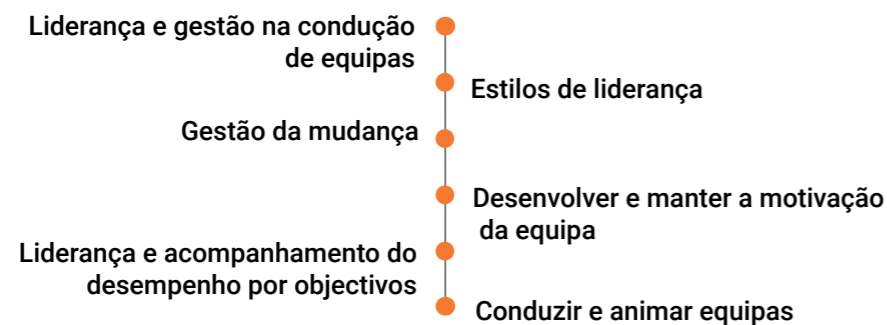 Liderança e gestão na condução
de equipas
Estilos de liderança
Gestão da mudança
Desenvolver e manter a motivação
da equipa
Liderança e acompanhamento do
desempenho por objectivos
Conduzir e animar equipas